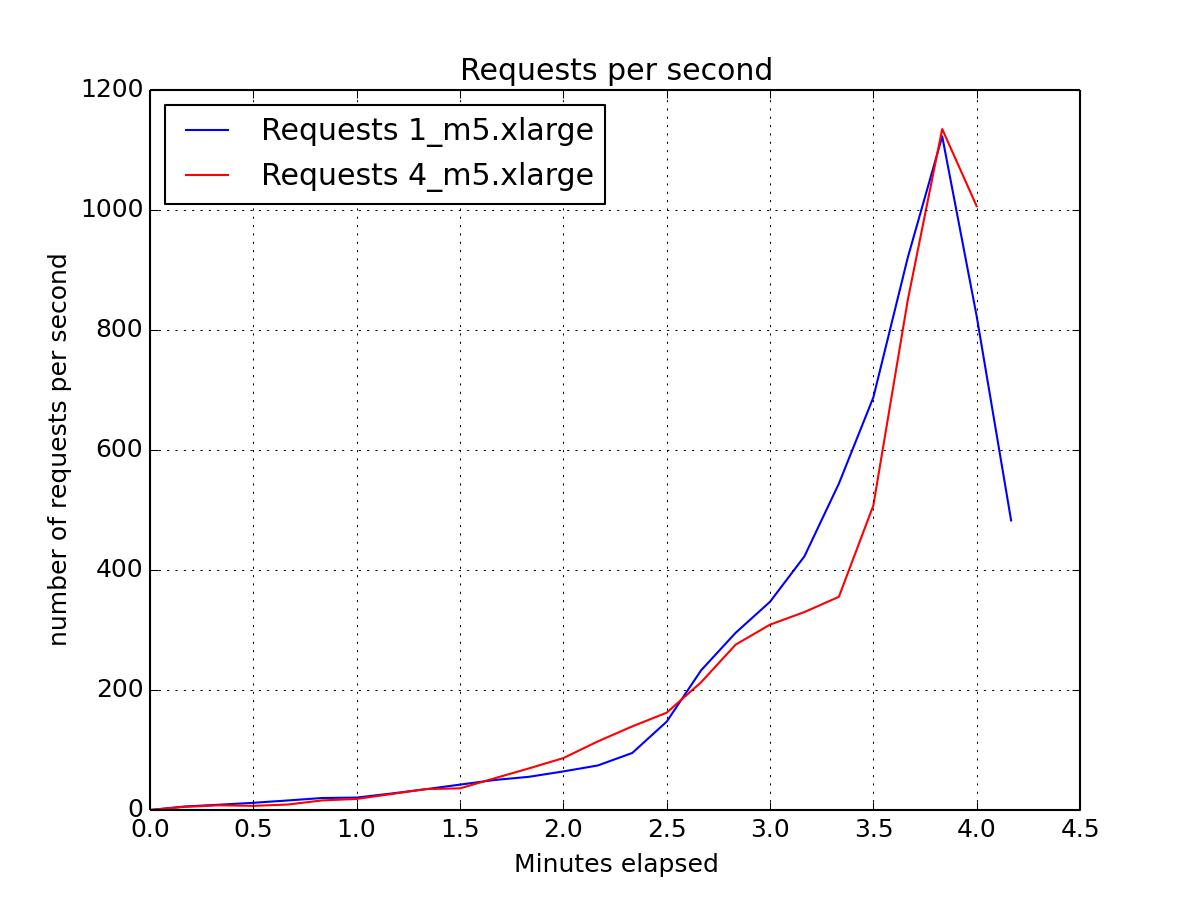 Requests per second
Requests 1_m5.xlarge
Requests 4_m5.xlarge
number of requests per second
1200
1000
800
600
400
200
0
0.0 0.5 1.0 1.5 2.0 2.5 3.0 3.5 4.0 4.5
Minutes elapsed